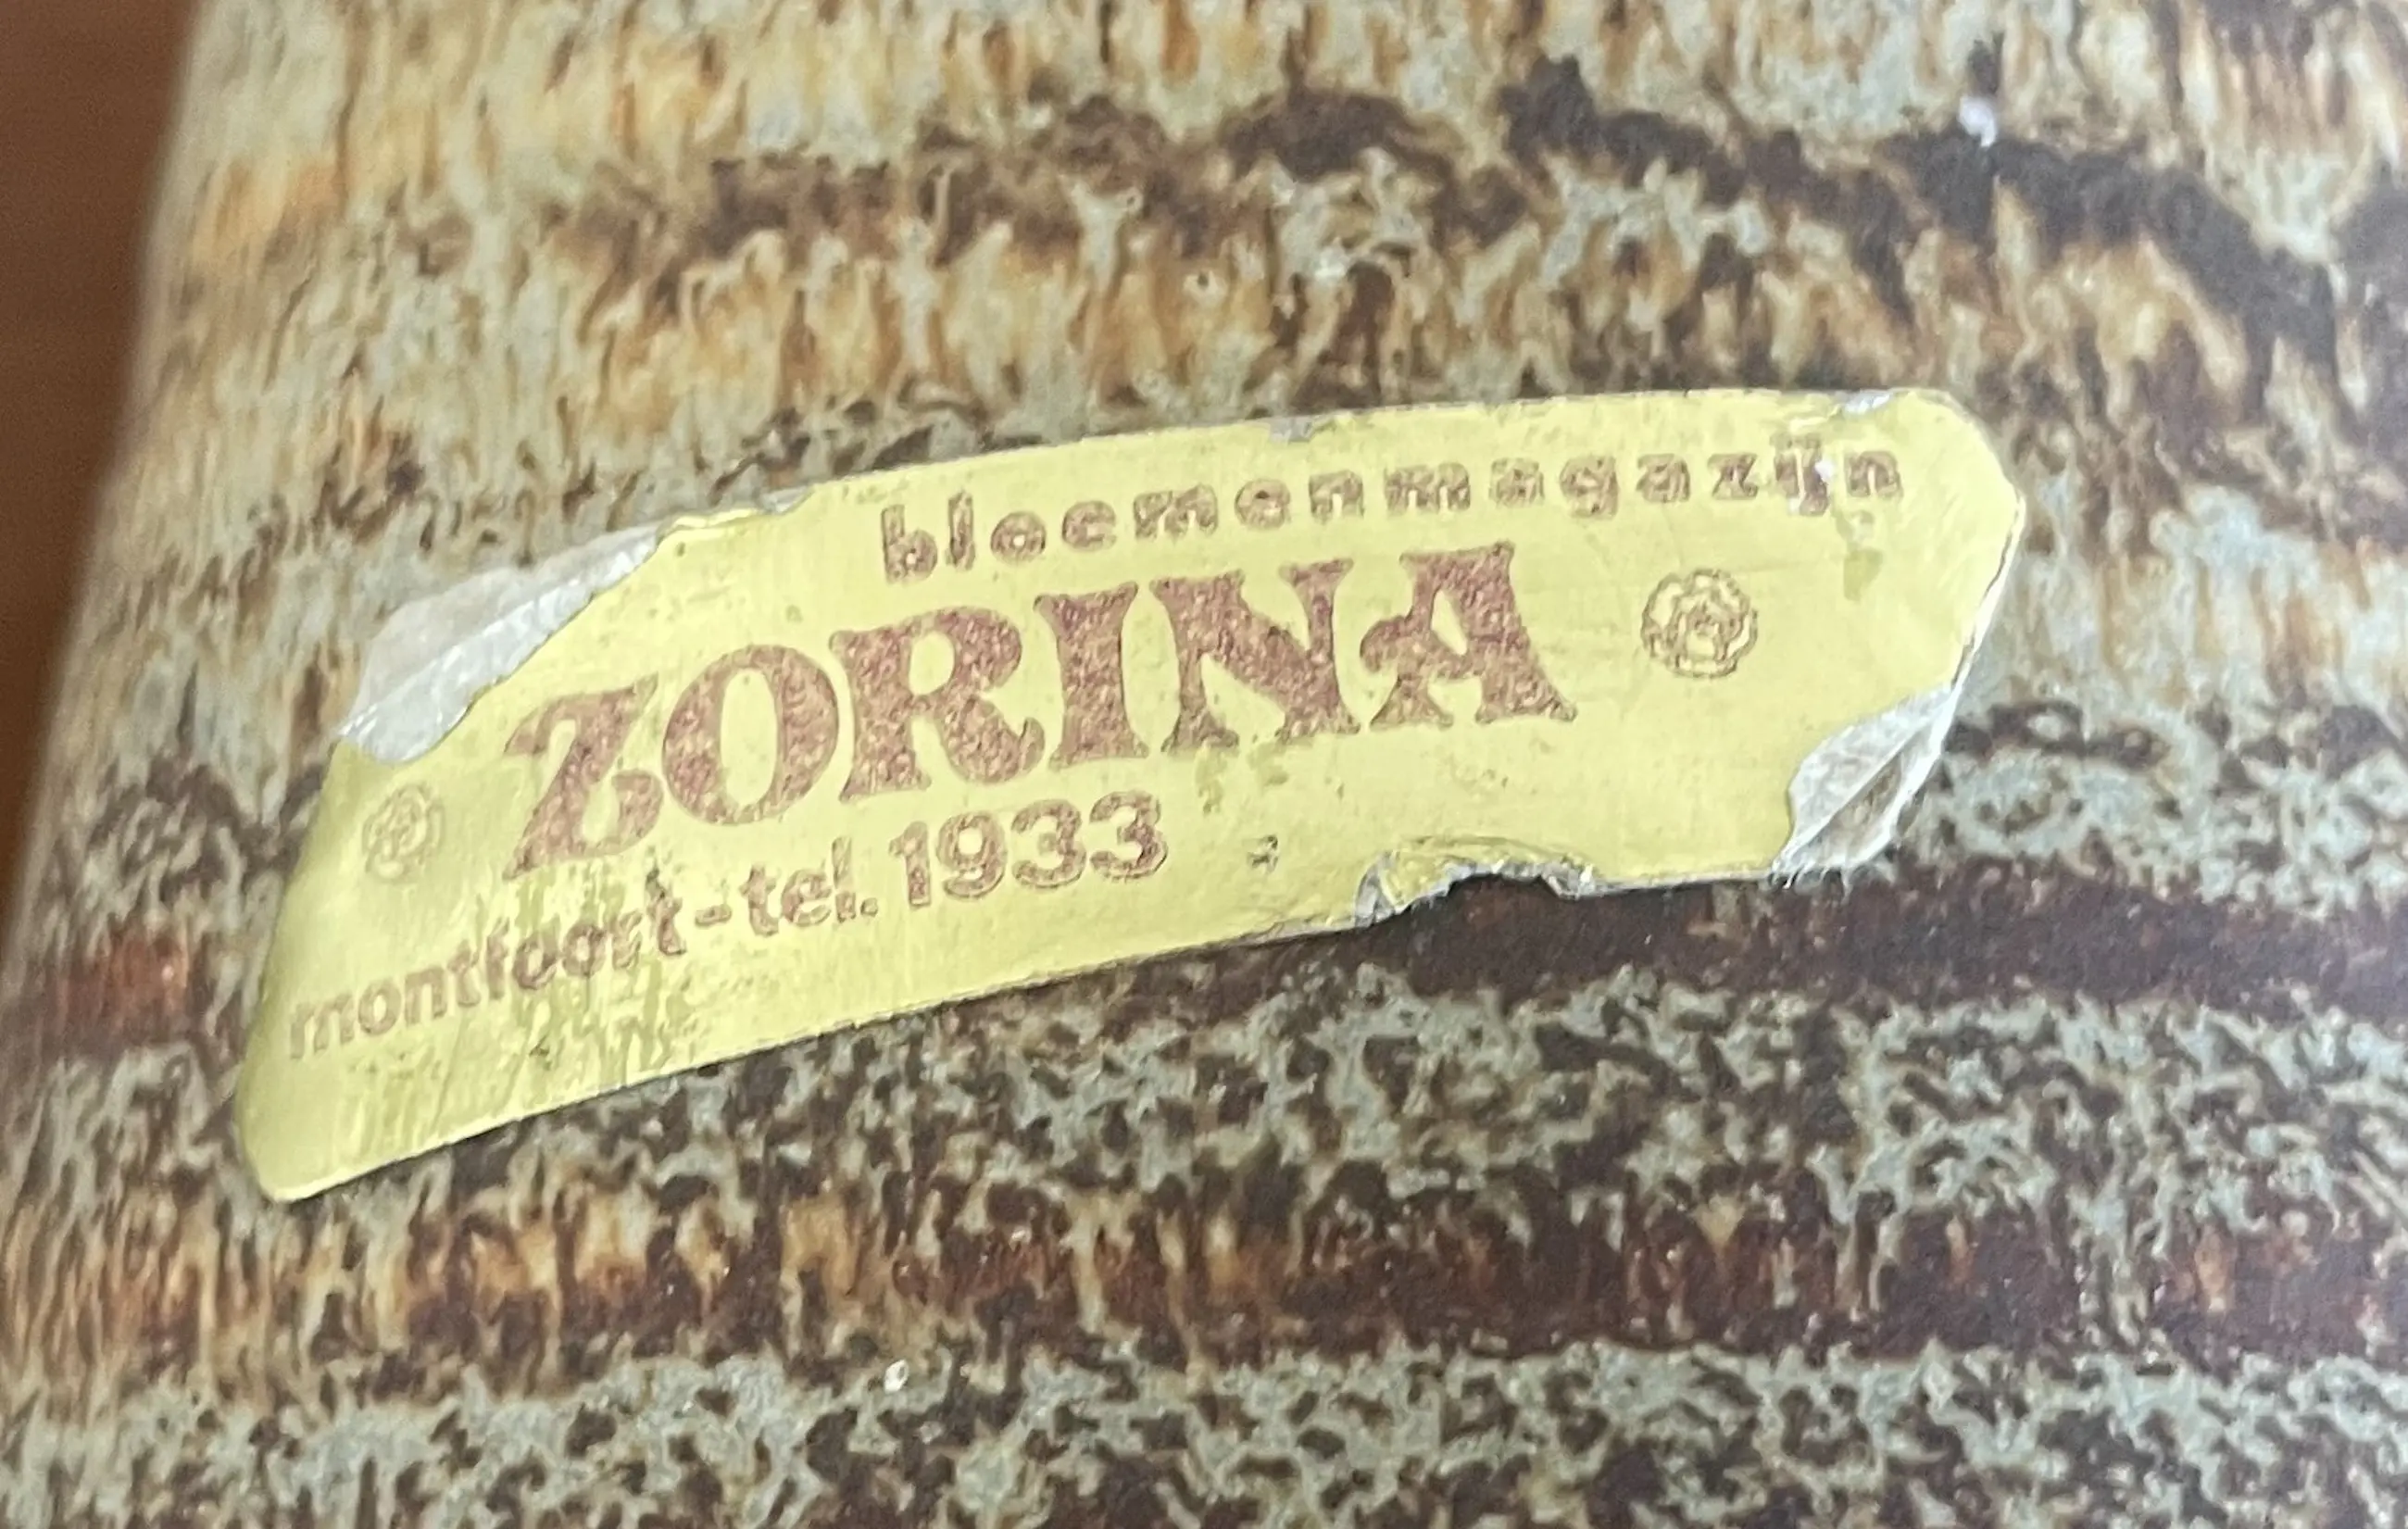 bloemenmagazijn
ZORINA
montfoort-tel. 1933